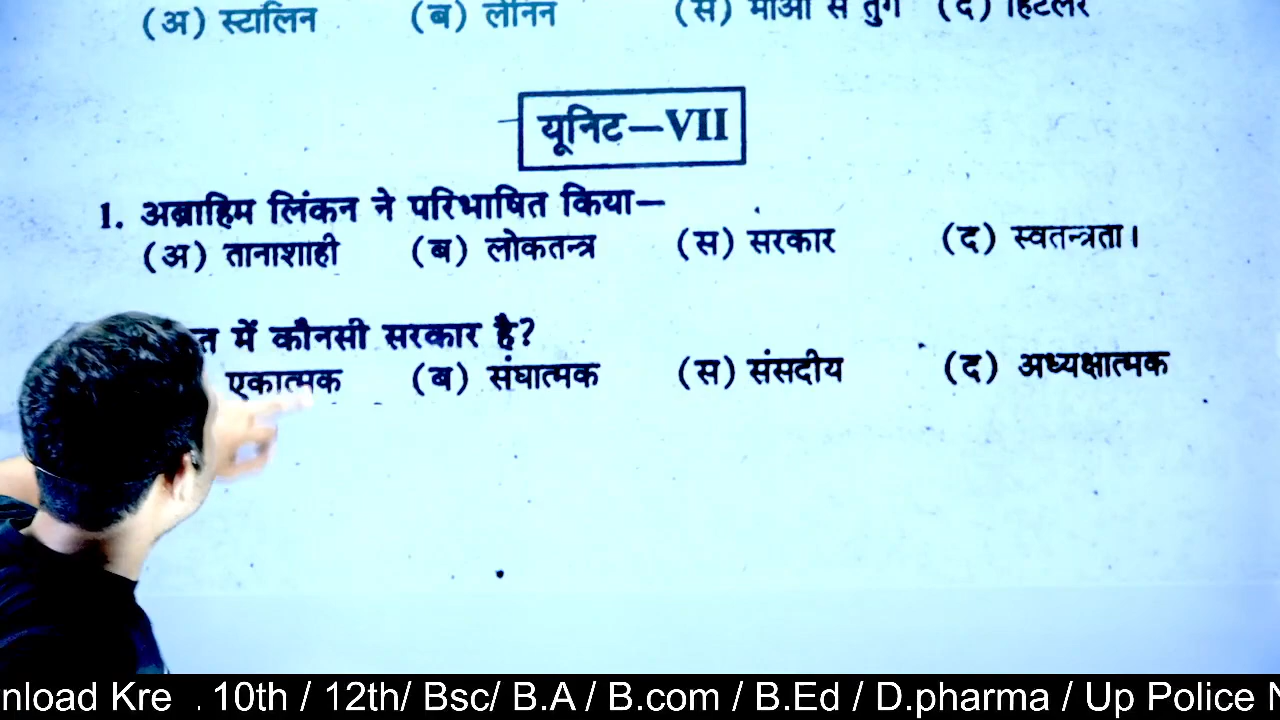 (अ) स्टालिन (ब) लेनिन (स) माओ से तुंग (द) हिटलर
यूनिट—VII
1. अब्राहिम लिंकन ने परिभाषित किया—
(अ) तानाशाही (ब) लोकतन्त्र (स) सरकार (द) स्वतन्त्रता।
में कौनसी सरकार है?
एकात्मक (ब) संघात्मक (स) संसदीय (द) अध्यक्षात्मक
Kre . 10th / 12th/ Bsc/ B.A / B.com / B.Ed / D.pharma / Up Police